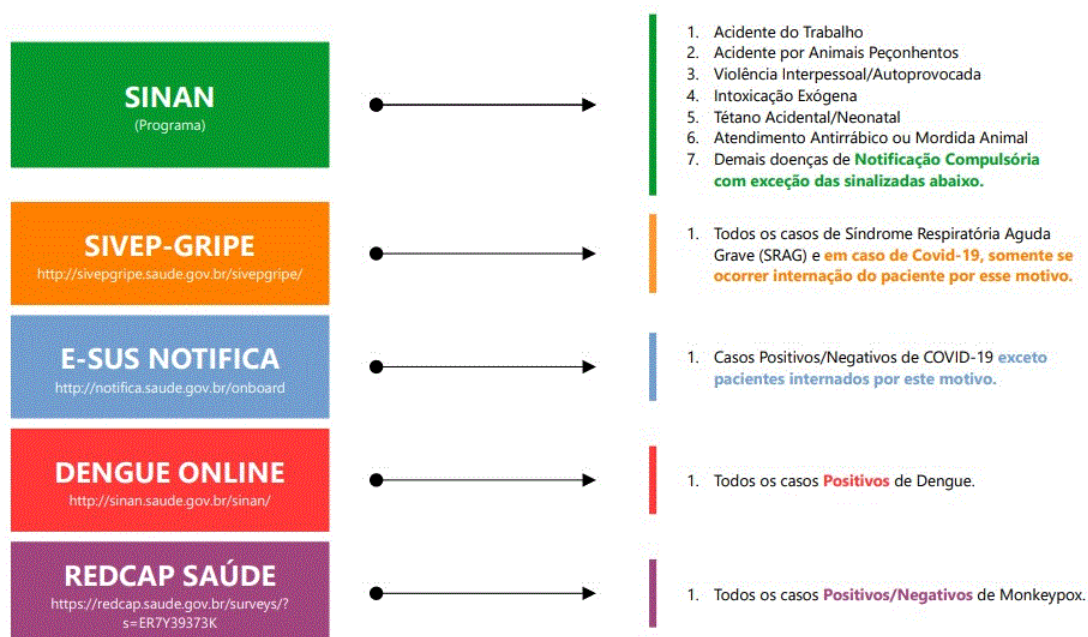 SINAN
(Programa)
1. Acidente do Trabalho
2. Acidente por Animais Peçonhentos
3. Violência Interpessoal/Autoprovocada
4. Intoxicação Exógena
5. Tétano Acidental/Neonatal
6. Atendimento Antirrábico ou Mordida Animal
7. Demais doenças de Notificação Compulsória
com exceção das sinalizadas abaixo.
SIVEP-GRIPE
http://sivepgripe.saude.gov.br/sivepgripe/
1. Todos os casos de Síndrome Respiratória Aguda
Grave (SRAG) e em caso de Covid-19, somente se
ocorrer internação do paciente por esse motivo.
E-SUS NOTIFICA
http://notifica.saude.gov.br/onboard
1. Casos Positivos/Negativos de COVID-19 exceto
pacientes internados por este motivo.
DENGUE ONLINE
http://sinan.saude.gov.br/sinan/
1. Todos os casos Positivos de Dengue.
REDCAP SAÚDE
https://redcap.saude.gov.br/surveys/?
s=ER7Y39373K
1. Todos os casos Positivos/Negativos de Monkeypox.